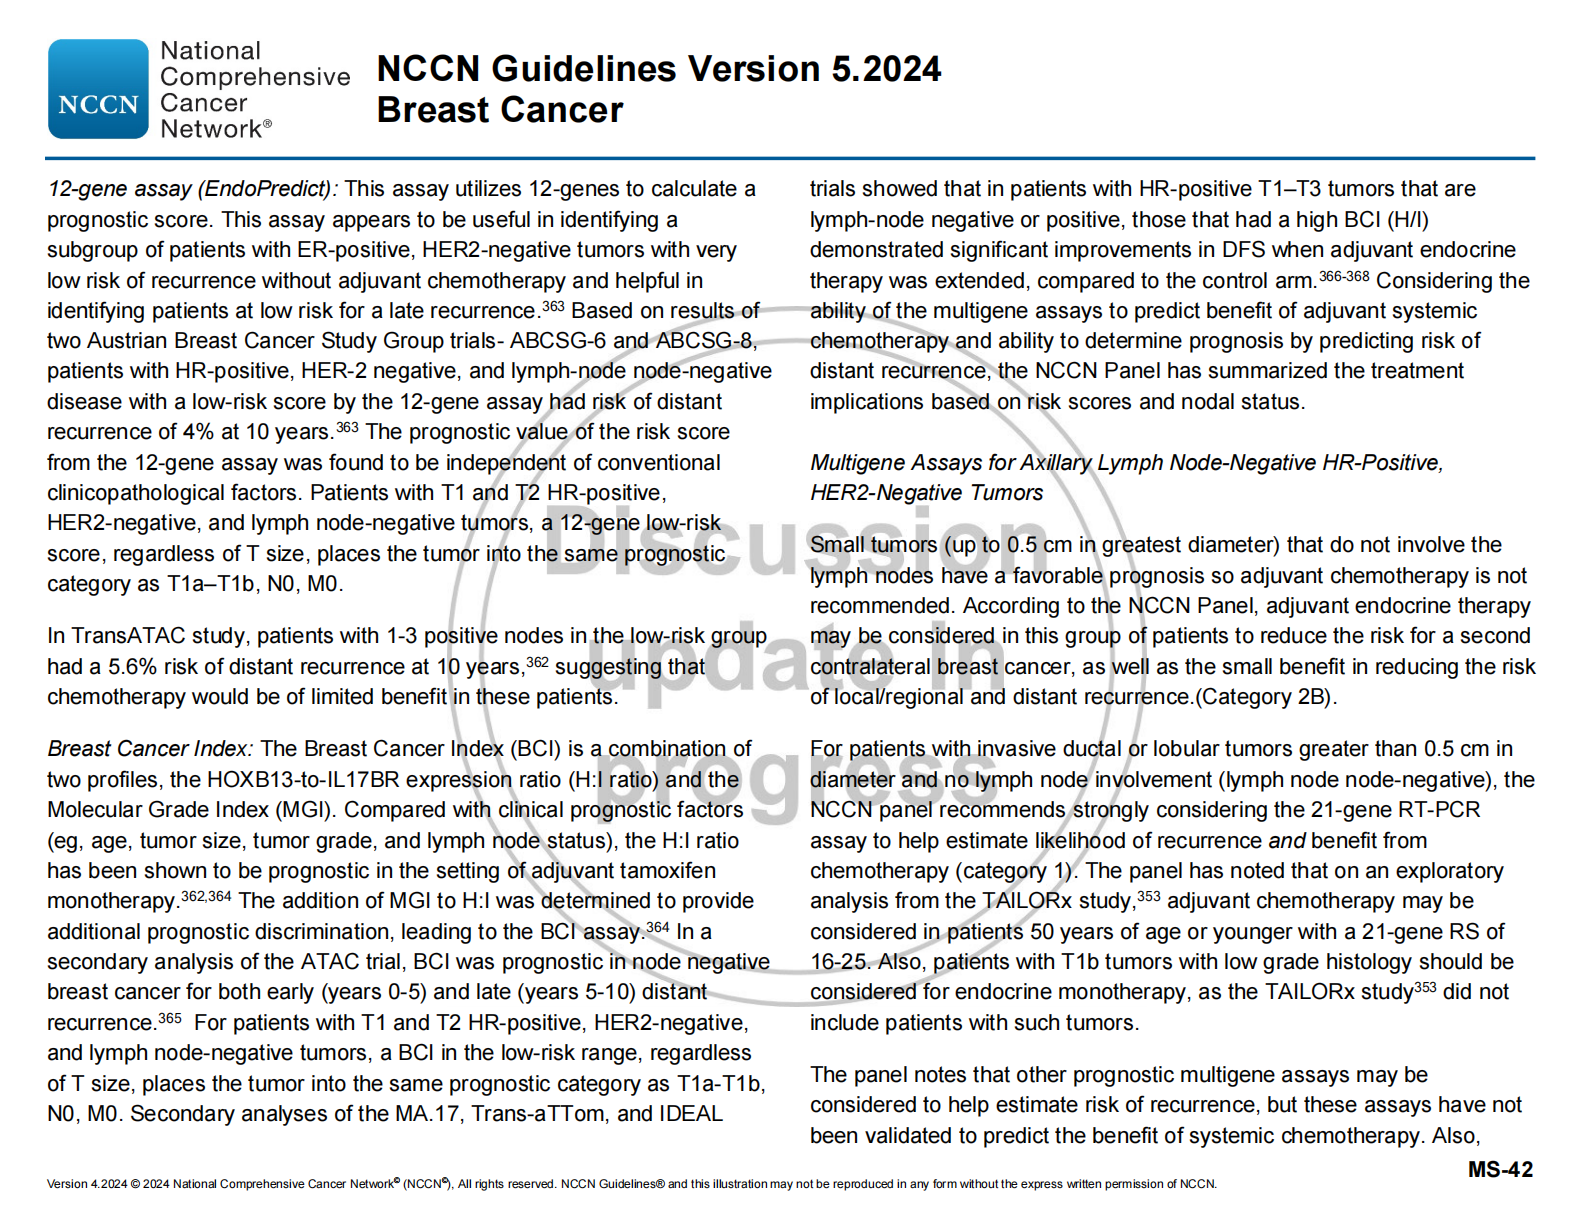 NCCN
National
Comprehensive
Cancer
Network®
NCCN Guidelines Version 5.2024
Breast Cancer
12-gene assay (EndoPredict): This assay utilizes 12-genes to calculate a
prognostic score. This assay appears to be useful in identifying a
subgroup of patients with ER-positive, HER2-negative tumors with very
low risk of recurrence without adjuvant chemotherapy and helpful in
identifying patients at low risk for a late recurrence.363 Based on results of
two Austrian Breast Cancer Study Group trials- ABCSG-6 and ABCSG-8,
patients with HR-positive, HER-2 negative, and lymph-node node-negative
disease with a low-risk score by the 12-gene assay had risk of distant
recurrence of 4% at 10 years.363 The prognostic value of the risk score
from the 12-gene assay was found to be independent of conventional
clinicopathological factors. Patients with T1 and T2 HR-positive,
HER2-negative, and lymph node-negative tumors, a 12-gene low-risk
score, regardless of T size, places the tumor into the same prognostic
category as T1a–T1b, N0, M0.
In TransATAC study, patients with 1-3 positive nodes in the low-risk group
had a 5.6% risk of distant recurrence at 10 years,362 suggesting that
chemotherapy would be of limited benefit in these patients.
Breast Cancer Index: The Breast Cancer Index (BCI) is a combination of
two profiles, the HOXB13-to-IL17BR expression ratio (H:I ratio) and the
Molecular Grade Index (MGI). Compared with clinical prognostic factors
(eg, age, tumor size, tumor grade, and lymph node status), the H:I ratio
has been shown to be prognostic in the setting of adjuvant tamoxifen
monotherapy.362,364 The addition of MGI to H:I was determined to provide
additional prognostic discrimination, leading to the BCI assay.364 In a
secondary analysis of the ATAC trial, BCI was prognostic in node negative
breast cancer for both early (years 0-5) and late (years 5-10) distant
recurrence.365 For patients with T1 and T2 HR-positive, HER2-negative,
and lymph node-negative tumors, a BCI in the low-risk range, regardless
of T size, places the tumor into the same prognostic category as T1a-T1b,
N0, M0. Secondary analyses of the MA.17, Trans-aTTom, and IDEAL
trials showed that in patients with HR-positive T1–T3 tumors that are
lymph-node negative or positive, those that had a high BCI (H/I)
demonstrated significant improvements in DFS when adjuvant endocrine
therapy was extended, compared to the control arm.366-368 Considering the
ability of the multigene assays to predict benefit of adjuvant systemic
chemotherapy and ability to determine prognosis by predicting risk of
distant recurrence, the NCCN Panel has summarized the treatment
implications based on risk scores and nodal status.
Multigene Assays for Axillary Lymph Node-Negative HR-Positive,
HER2-Negative Tumors
Small tumors (up to 0.5 cm in greatest diameter) that do not involve the
lymph nodes have a favorable prognosis so adjuvant chemotherapy is not
recommended. According to the NCCN Panel, adjuvant endocrine therapy
may be considered in this group of patients to reduce the risk for a second
contralateral breast cancer, as well as the small benefit in reducing the risk
of local/regional and distant recurrence.(Category 2B).
For patients with invasive ductal or lobular tumors greater than 0.5 cm in
diameter and no lymph node involvement (lymph node node-negative), the
NCCN panel recommends strongly considering the 21-gene RT-PCR
assay to help estimate likelihood of recurrence and benefit from
chemotherapy (category 1). The panel has noted that on an exploratory
analysis from the TAILORx study,353 adjuvant chemotherapy may be
considered in patients 50 years of age or younger with a 21-gene RS of
16-25. Also, patients with T1b tumors with low grade histology should be
considered for endocrine monotherapy, as the TAILORx study353 did not
include patients with such tumors.
The panel notes that other prognostic multigene assays may be
considered to help estimate risk of recurrence, but these assays have not
been validated to predict the benefit of systemic chemotherapy. Also,
Discussion
update in
progress
MS-42
Version 4.2024 © 2024 National Comprehensive Cancer Network© (NCCN©), All rights reserved. NCCN Guidelines® and this illustration may not be reproduced in any form without the express written permission of NCCN.